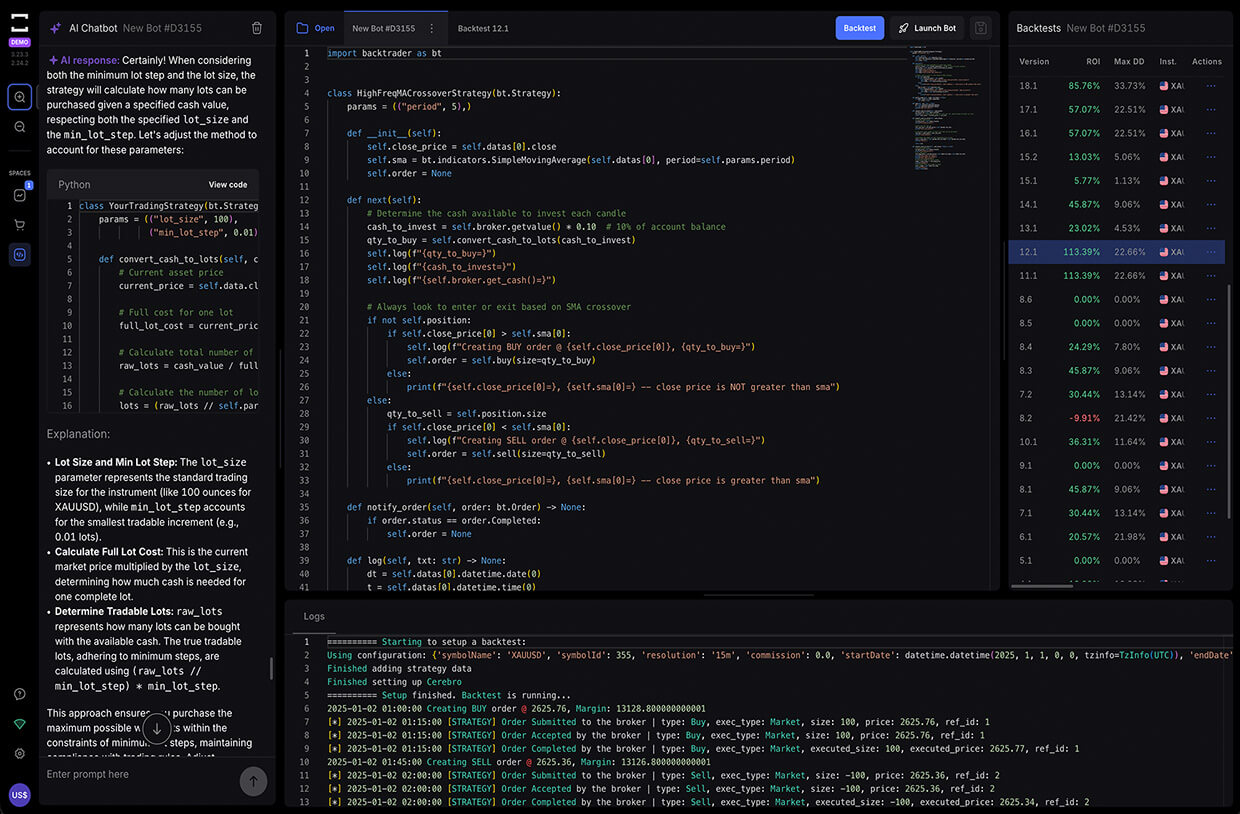 DEMO
3.23.3
2.24.2
SPACES
1
US$
AI Chatbot New Bot #D3155
AI response: Certainly! When considering
both the minimum lot step and the lot size, the
strategy will calculate how many lots can be
purchased given a specified cash value,
respecting both the specified lot_size and
the min_lot_step. Let's adjust the method to
account for these parameters:
Python View code
1 class YourTradingStrategy(bt.Strateg
2 params = (("lot_size", 100),
3 ("min_lot_step", 0.01)
4
5 def convert_cash_to_lots(self, c
6 # Current asset price
7 current_price = self.data.cl
8
9 # Full cost for one lot
10 full_lot_cost = current_pric
11
12 # Calculate total number of
13 raw_lots = cash_value / full
14
15 # Calculate the number of lo
16 lots = (raw_lots // self.par
Explanation:
• Lot Size and Min Lot Step: The lot_size
parameter represents the standard trading
size for the instrument (like 100 ounces for
XAUUSD), while min_lot_step accounts
for the smallest tradable increment (e.g.,
0.01 lots).
• Calculate Full Lot Cost: This is the current
market price multiplied by the lot_size,
determining how much cash is needed for
one complete lot.
• Determine Tradable Lots: raw_lots
represents how many lots can be bought
with the available cash. The true tradable
lots, adhering to minimum steps, are
calculated using (raw_lots //
min_lot_step) * min_lot_step.
This approach ensures you purchase the
maximum possible w s within the
constraints of minimum steps, maintaining
Enter prompt here
Open New Bot #D3155 Backtest 12.1 Backtest Launch Bot
1 import backtrader as bt
2
3
4 class HighFreqMACrossoverStrategy(bt.Strategy):
5 params = (("period", 5),)
6
7 def __init__(self):
8 self.close_price = self.datas[0].close
9 self.sma = bt.indicators.SimpleMovingAverage(self.datas[0], period=self.params.period)
10 self.order = None
11
12 def next(self):
13 # Determine the cash available to invest each candle
14 cash_to_invest = self.broker.getvalue() * 0.10 # 10% of account balance
15 qty_to_buy = self.convert_cash_to_lots(cash_to_invest)
16 self.log(f"{qty_to_buy=}")
17 self.log(f"{cash_to_invest=}")
18 self.log(f"{self.broker.get_cash()=}")
19
20 # Always look to enter or exit based on SMA crossover
21 if not self.position:
22 if self.close_price[0] > self.sma[0]:
23 self.log(f"Creating BUY order @ {self.close_price[0]}, {qty_to_buy=}")
24 self.order = self.buy(size=qty_to_buy)
25 else:
26 print(f"{self.close_price[0]=}, {self.sma[0]=} -- close price is NOT greater than sma")
27 else:
28 qty_to_sell = self.position.size
29 if self.close_price[0] < self.sma[0]:
30 self.log(f"Creating SELL order @ {self.close_price[0]}, {qty_to_sell=}")
31 self.order = self.sell(size=qty_to_sell)
32 else:
33 print(f"{self.close_price[0]=}, {self.sma[0]=} -- close price is greater than sma")
34
35 def notify_order(self, order: bt.Order) -> None:
36 if order.status == order.Completed:
37 self.order = None
38
39 def log(self, txt: str) -> None:
40 dt = self.datas[0].datetime.date(0)
41 t = self.datas[0].datetime.time(0)
Logs
1 ========== Starting to setup a backtest:
2 Using configuration: {'symbolName': 'XAUUSD', 'symbolId': 355, 'resolution': '15m', 'commission': 0.0, 'startDate': datetime.datetime(2025, 1, 1, 0, 0, tzinfo=TzInfo(UTC)), 'endDate'
3 Finished adding strategy data
4 Finished setting up Cerebro
5 ========== Setup finished. Backtest is running...
6 2025-01-02 01:00:00 Creating BUY order @ 2625.76, Margin: 13128.800000000001
7 [*] 2025-01-02 01:15:00 [STRATEGY] Order Submitted to the broker | type: Buy, exec_type: Market, size: 100, price: 2625.76, ref_id: 1
8 [*] 2025-01-02 01:15:00 [STRATEGY] Order Accepted by the broker | type: Buy, exec_type: Market, size: 100, price: 2625.76, ref_id: 1
9 [*] 2025-01-02 01:15:00 [STRATEGY] Order Completed by the broker | type: Buy, exec_type: Market, executed_size: 100, executed_price: 2625.77, ref_id: 1
10 2025-01-02 01:45:00 Creating SELL order @ 2625.36, Margin: 13126.800000000001
11 [*] 2025-01-02 02:00:00 [STRATEGY] Order Submitted to the broker | type: Sell, exec_type: Market, size: -100, price: 2625.36, ref_id: 2
12 [*] 2025-01-02 02:00:00 [STRATEGY] Order Accepted by the broker | type: Sell, exec_type: Market, size: -100, price: 2625.36, ref_id: 2
13 [*] 2025-01-02 02:00:00 [STRATEGY] Order Completed by the broker | type: Sell, exec_type: Market, executed_size: -100, executed_price: 2625.34, ref_id: 2
Backtests New Bot #D3155
Version ROI Max DD Inst. Actions
18.1 85.76% 33.73% XAU
17.1 57.07% 22.51% XAU
16.1 57.07% 22.51% XAU
15.2 13.03% 5.06% XAU
15.1 5.77% 1.13% XAU
14.1 45.87% 9.06% XAU
13.1 23.02% 4.53% XAU
12.1 113.39% 22.66% XAU
11.1 113.39% 22.66% XAU
8.6 0.00% 0.00% XAU
8.5 0.00% 0.00% XAU
8.4 24.29% 7.80% XAU
8.3 45.87% 9.06% XAU
7.2 30.44% 13.14% XAU
8.2 -9.91% 21.42% XAU
10.1 36.31% 11.64% XAU
9.1 0.00% 0.00% XAU
8.1 45.87% 9.06% XAU
7.1 30.44% 13.14% XAU
6.1 20.57% 21.98% XAU
5.1 0.00% 0.00% XAU